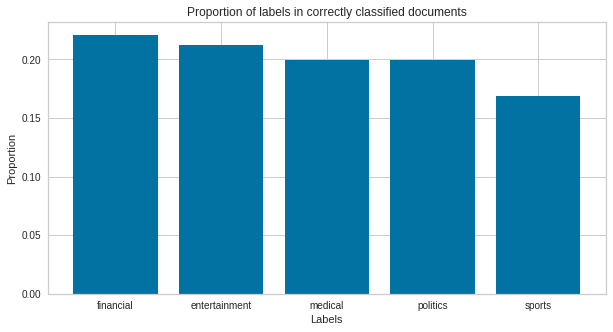 Proportion of labels in correctly classified documents
Proportion
0.20
0.15
0.10
0.05
0.00
financial entertainment medical politics sports
Labels